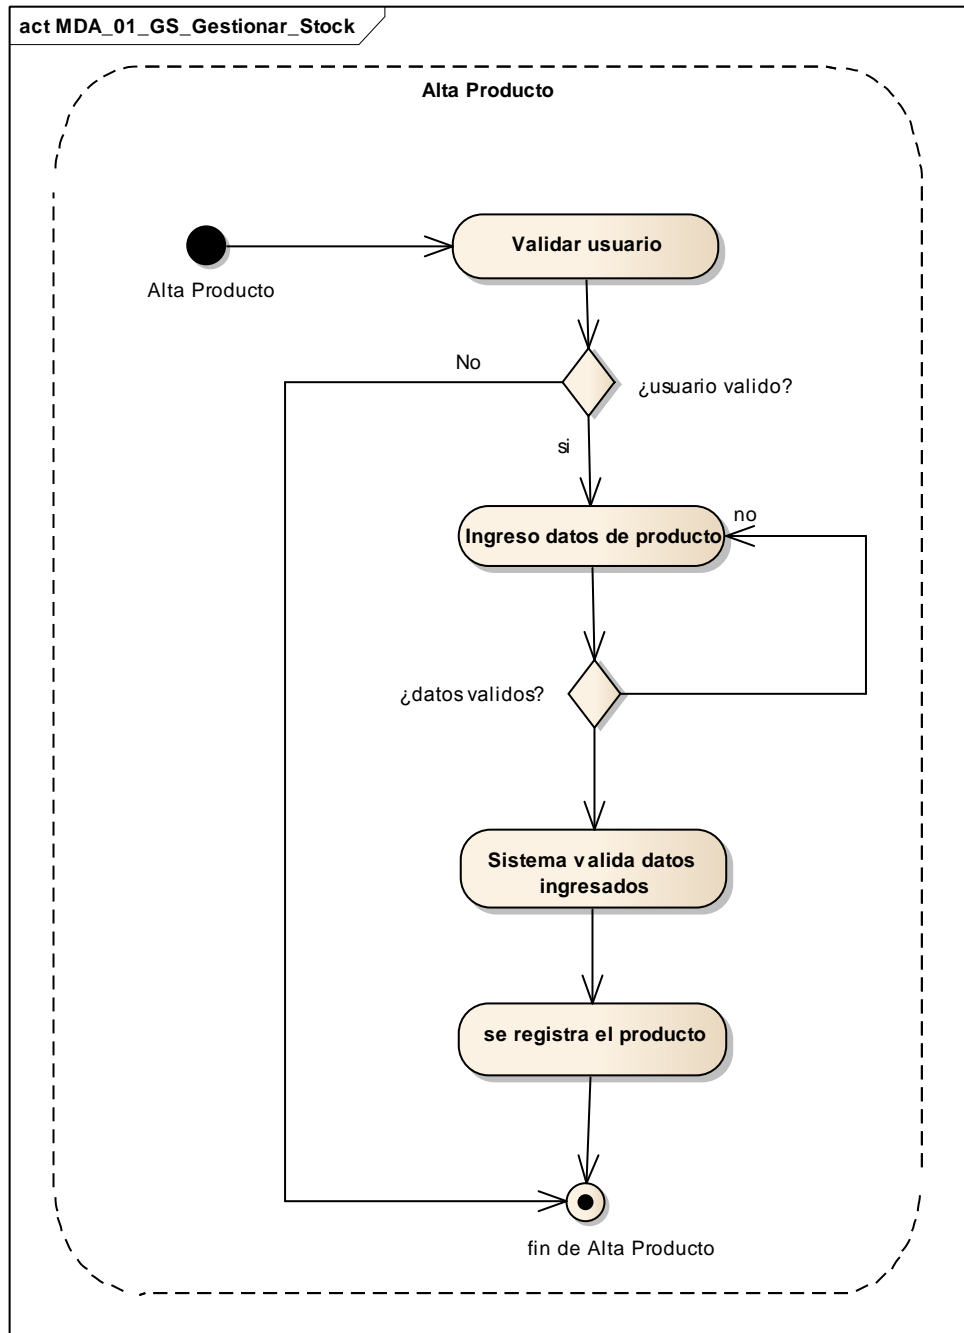 act MDA_01_GS_Gestionar_Stock
Alta Producto
Validar usuario
Alta Producto
No
¿usuario valido?
si
Ingreso datos de producto
no
¿datos validos?
Sistema valida datos
ingresados
se registra el producto
fin de Alta Producto